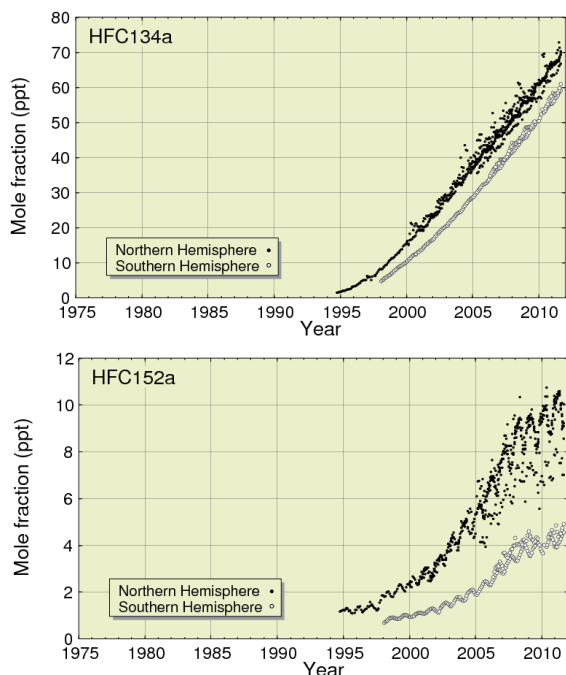 HFC134a
80
70
60
50
40
30
20
10
0
Mole fraction (ppt)
Northern Hemisphere
Southern Hemisphere
1975 1980 1985 1990 1995 2000 2005 2010
Year
HFC152a
12
10
8
6
4
2
0
Mole fraction (ppt)
Northern Hemisphere
Southern Hemisphere
1975 1980 1985 1990 1995 2000 2005 2010
Year